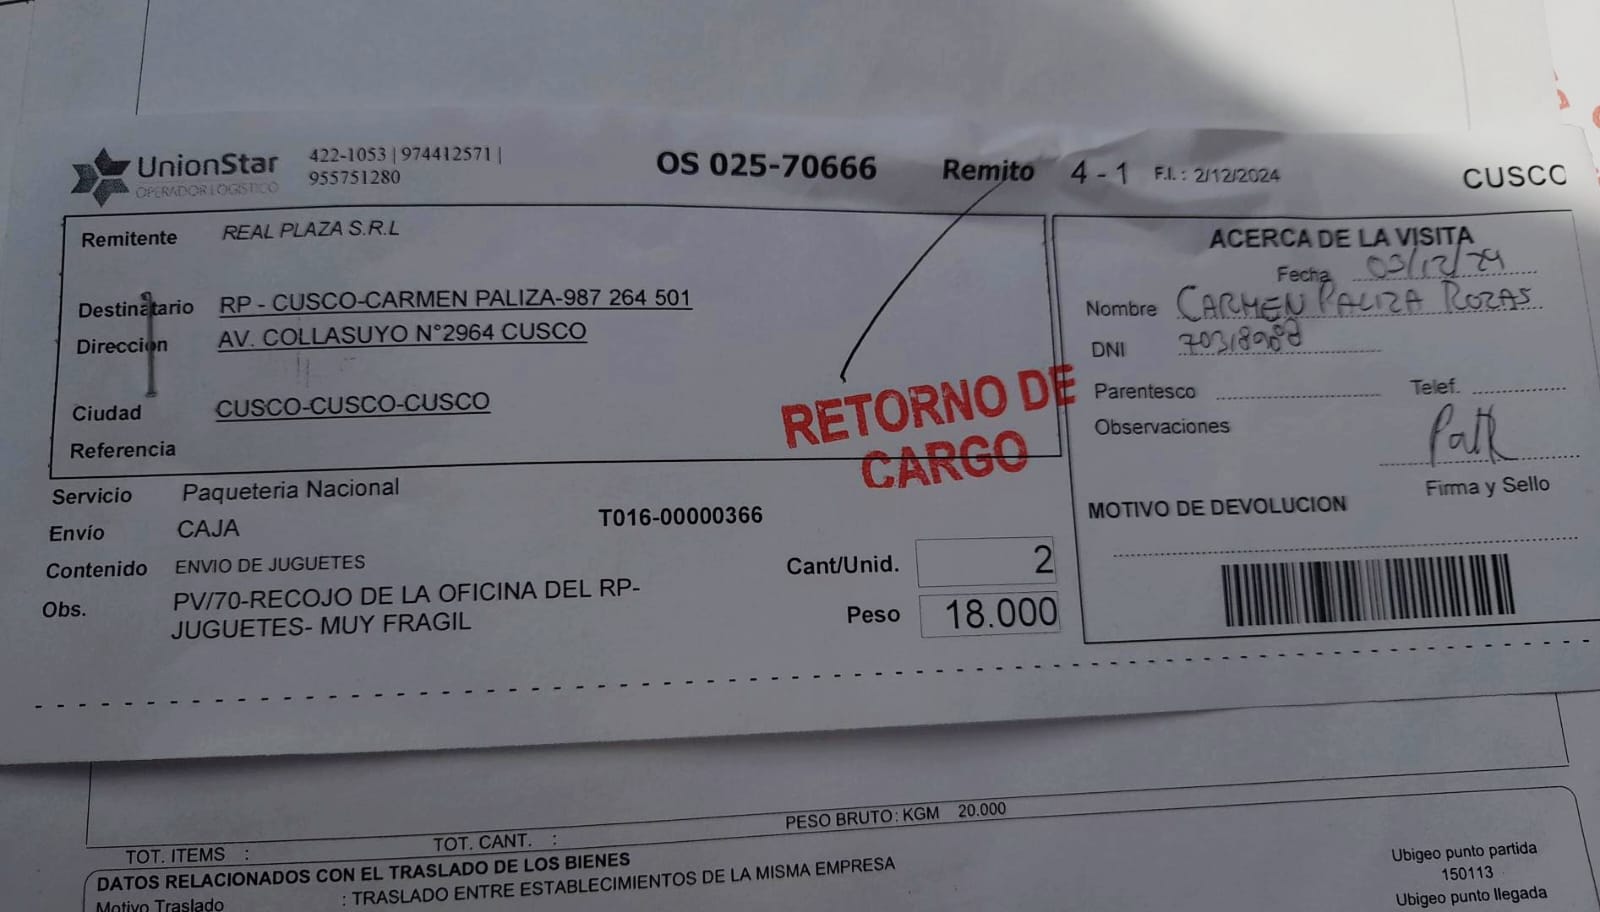 UnionStar
OPERADOR LOGISTICO
422-1053 | 974412571 |
955751280
OS 025-70666
Remito 4 - 1
F.I. : 2/12/2024
CUSCO
Remitente REAL PLAZA S.R.L
Destinatario RP - CUSCO-CARMEN PALIZA-987 264 501
Dirección AV. COLLASUYO N°2964 CUSCO
Ciudad CUSCO-CUSCO-CUSCO
Referencia
RETORNO DE
CARGO
Servicio Paqueteria Nacional
Envío CAJA
T016-00000366
Contenido ENVIO DE JUGUETES
Obs. PV/70-RECOJO DE LA OFICINA DEL RP-
JUGUETES- MUY FRAGIL
Cant/Unid. 2
Peso 18.000
ACERCA DE LA VISITA
Fecha 03/12/24
Nombre CARMEN PALIZA ROZAS
DNI
Parentesco
Telef.
Observaciones
Firma y Sello
MOTIVO DE DEVOLUCION
PESO BRUTO: KGM 20.000
TOT. ITEMS : TOT. CANT. :
DATOS RELACIONADOS CON EL TRASLADO DE LOS BIENES
Motivo Traslado : TRASLADO ENTRE ESTABLECIMIENTOS DE LA MISMA EMPRESA
Ubigeo punto partida
150113
Ubigeo punto llegada